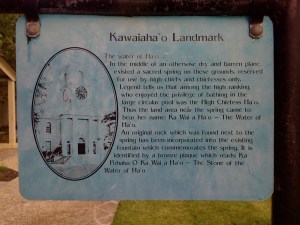 Kawaiaha'o Landmark
The water of Ha'o:
In the middle of an otherwise dry and barren plane,
existed a sacred spring on these grounds, reserved
for use by high chiefs and chiefesses only.
Legend tells us that among the high ranking,
who enjoyed the privilege of bathing in the
large circular pool was the High Chiefess Ha'o.
Thus the land area near the spring came to
bear her name: Ka Wai a Ha'o — The Water of
Ha'o.
An original rock which was found next to the
spring has been incorporated into the existing
fountain which commemorates the spring. It is
identified by a bronze plaque which reads: Ka
Pohaku O Ka Wai a Ha'o — The Stone of the
Water of Ha'o